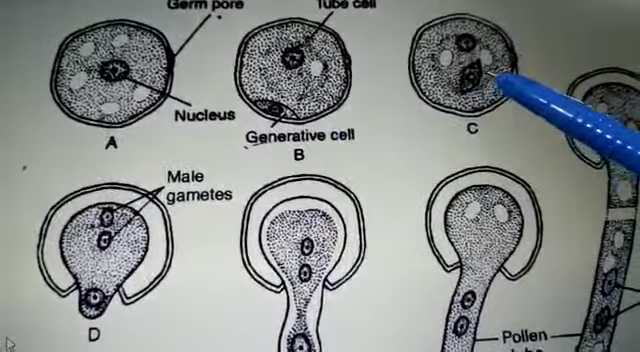 Germ pore
Tube cell
Nucleus
Generative cell
A
B
C
Male
gametes
D
Pollen